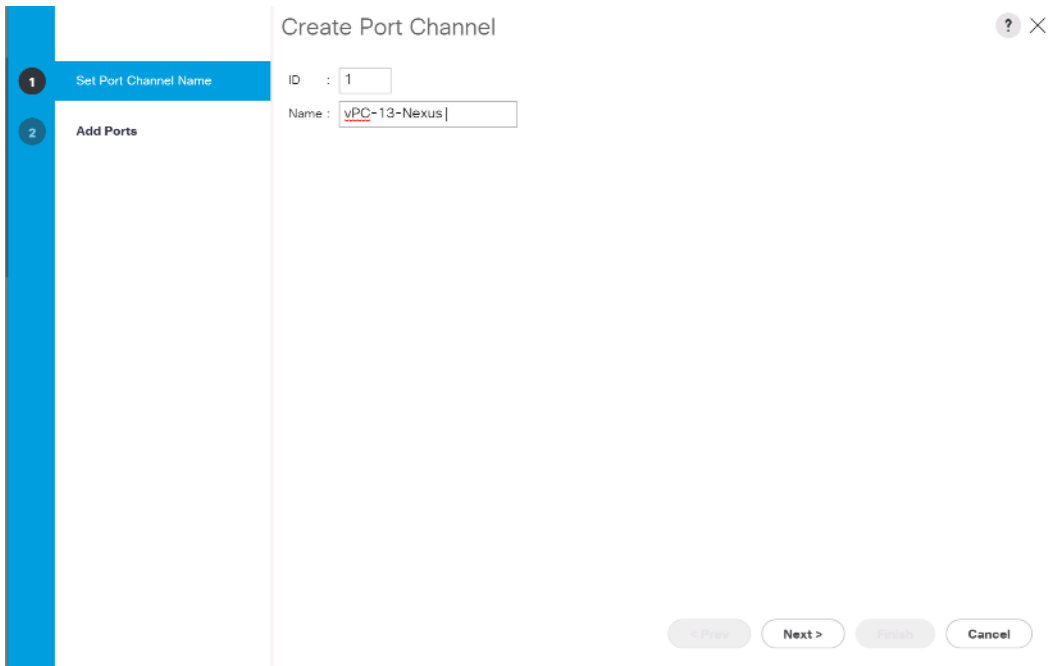 Create Port Channel
?
1 Set Port Channel Name
2 Add Ports
ID : 1
Name : vPC-13-Nexus
< Prev Next > Finish Cancel